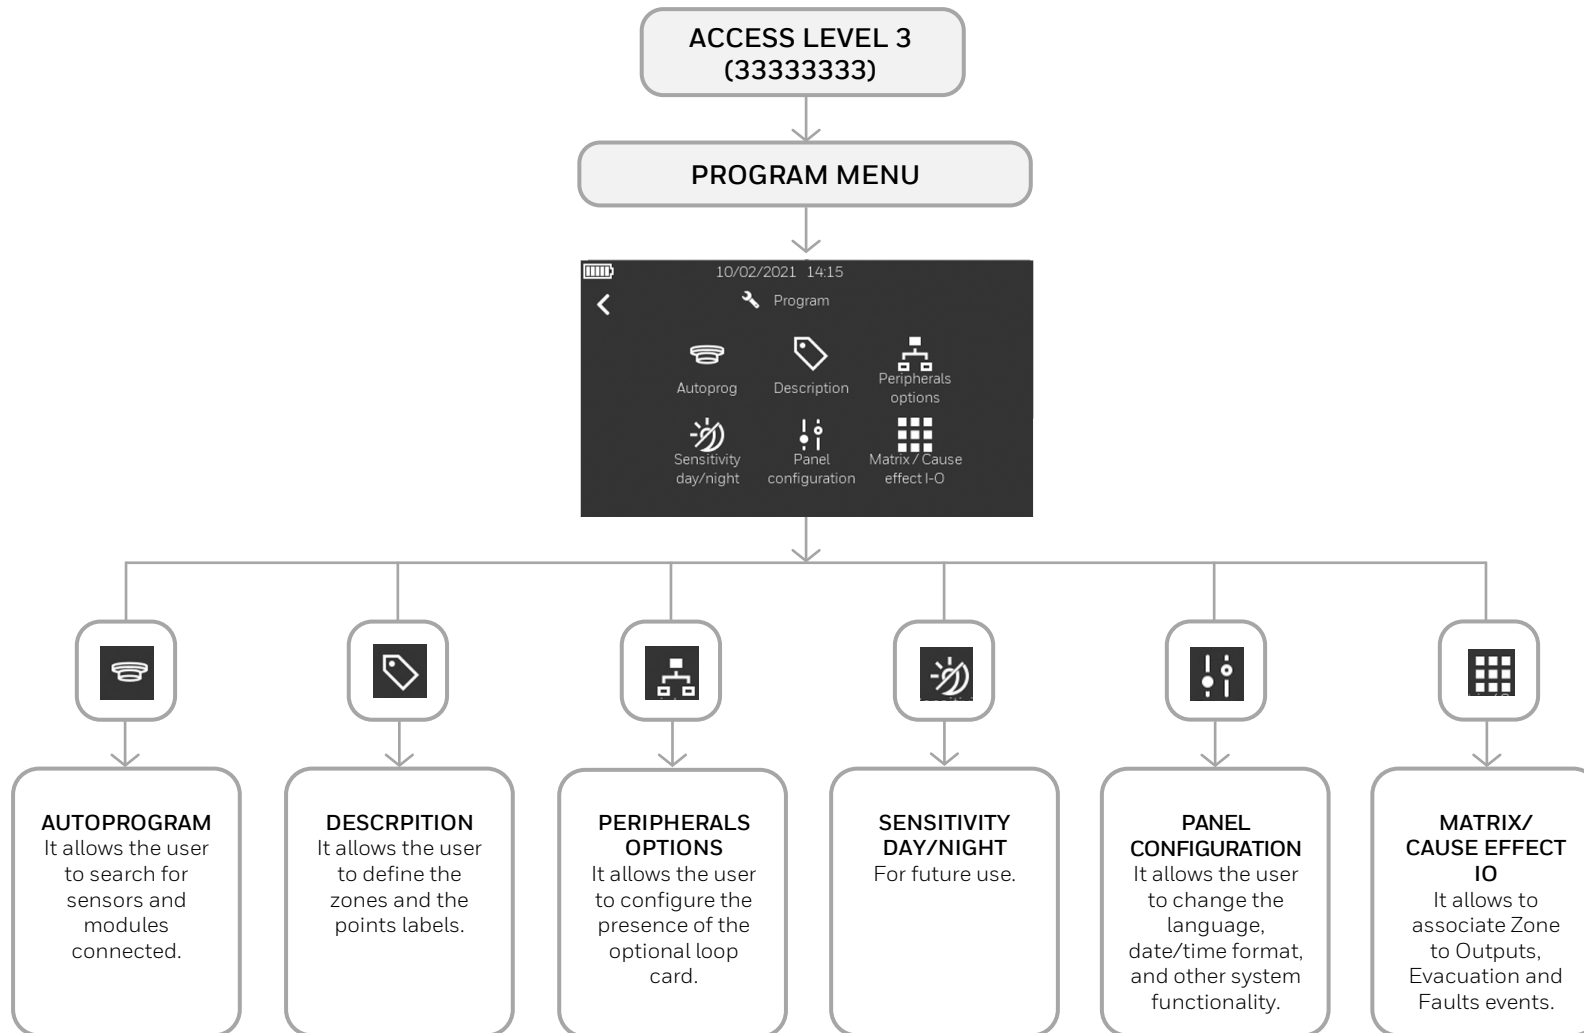 ACCESS LEVEL 3
(33333333)
PROGRAM MENU
10/02/2021 14:15
Program
Autoprog
Description
Peripherals
options
Sensitivity
day/night
Panel
configuration
Matrix / Cause
effect I-O
AUTOPROGRAM
It allows the user
to search for
sensors and
modules
connected.
DESCRPITION
It allows the user
to define the
zones and the
points labels.
PERIPHERALS
OPTIONS
It allows the user
to configure the
presence of the
optional loop
card.
SENSITIVITY
DAY/NIGHT
For future use.
PANEL
CONFIGURATION
It allows the user
to change the
language,
date/time format,
and other system
functionality.
MATRIX/
CAUSE EFFECT
IO
It allows to
associate Zone
to Outputs,
Evacuation and
Faults events.